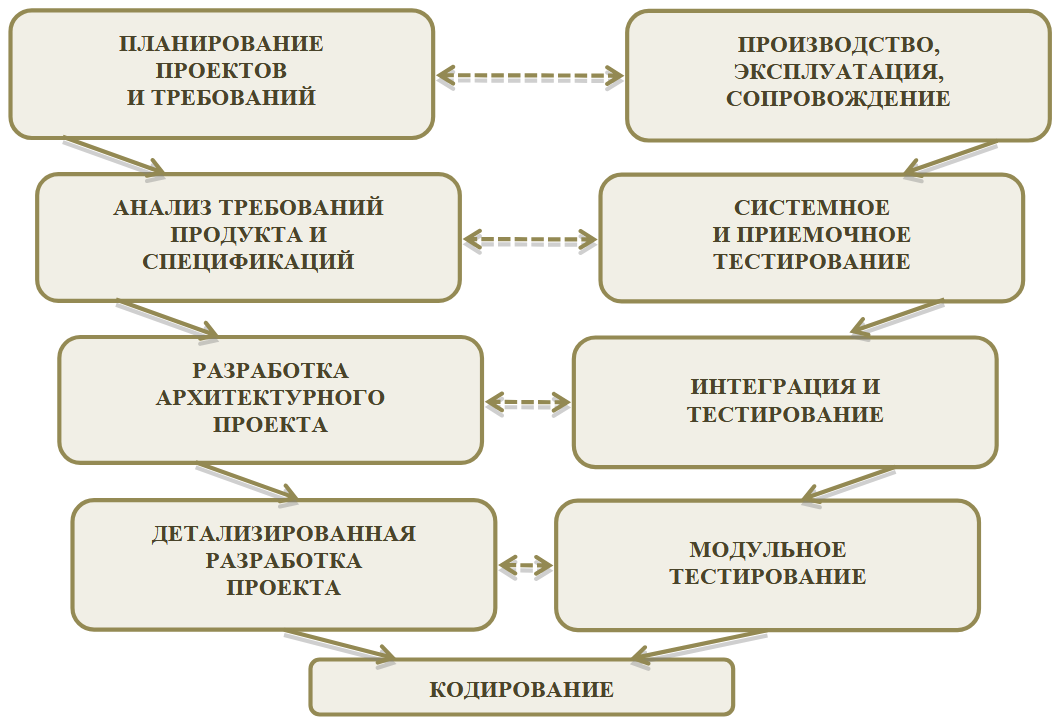 ПЛАНИРОВАНИЕ
ПРОЕКТОВ
И ТРЕБОВАНИЙ
ПРОИЗВОДСТВО,
ЭКСПЛУАТАЦИЯ,
СОПРОВОЖДЕНИЕ
АНАЛИЗ ТРЕБОВАНИЙ
ПРОДУКТА И
СПЕЦИФИКАЦИЙ
СИСТЕМНОЕ
И ПРИЕМОЧНОЕ
ТЕСТИРОВАНИЕ
РАЗРАБОТКА
АРХИТЕКТУРНОГО
ПРОЕКТА
ИНТЕГРАЦИЯ И
ТЕСТИРОВАНИЕ
ДЕТАЛИЗИРОВАННАЯ
РАЗРАБОТКА
ПРОЕКТА
МОДУЛЬНОЕ
ТЕСТИРОВАНИЕ
КОДИРОВАНИЕ